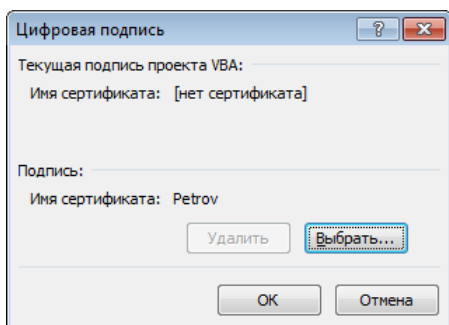 Цифровая подпись
Текущая подпись проекта VBA:
Имя сертификата: [нет сертификата]
Подпись:
Имя сертификата: Petrov
Удалить Выбрать...
ОК Отмена